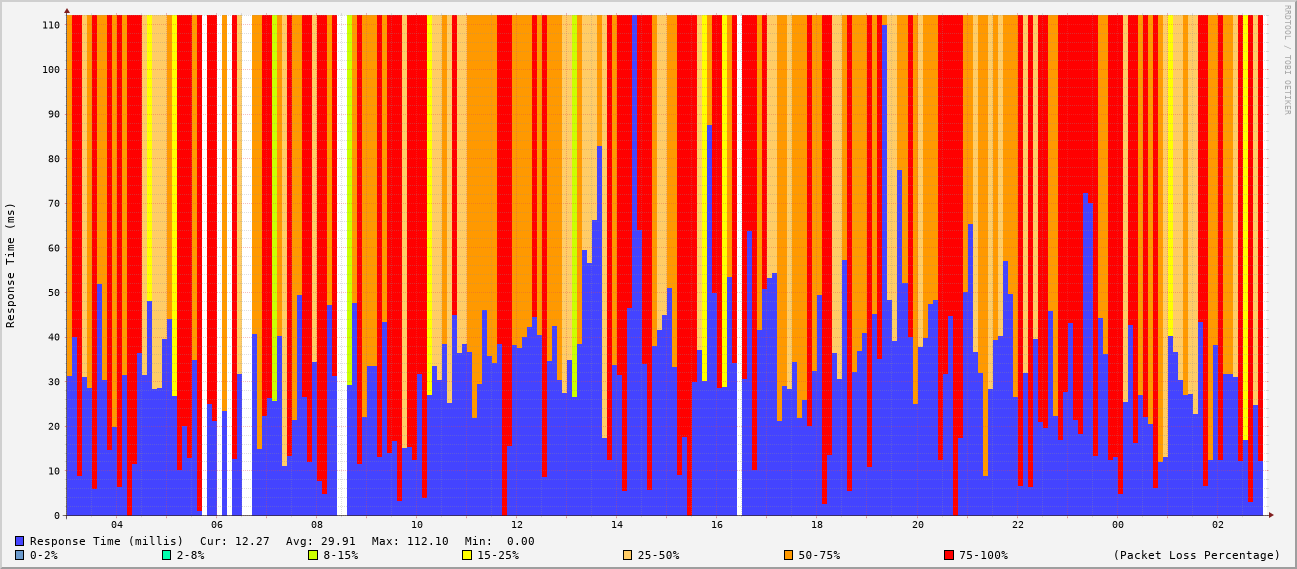 RRDTOOL / TOBI OETIKER
Response Time (ms)
110
100
90
80
70
60
50
40
30
20
10
0
04 06 08 10 12 14 16 18 20 22 00 02
Response Time (millis) Cur: 12.27 Avg: 29.91 Max: 112.10 Min: 0.00
0-2% 2-8% 8-15% 15-25% 25-50% 50-75% 75-100% (Packet Loss Percentage)